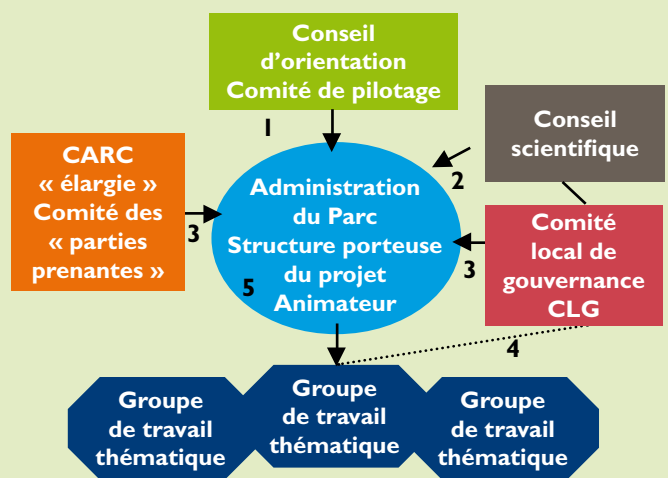 Conseil
d'orientation
Comité de pilotage
1
Conseil
scientifique
2
CARC
« élargie »
Comité des
« parties
prenantes »
3
Administration
du Parc
Structure porteuse
du projet
Animateur
5
3
Comité
local de
gouvernance
CLG
4
Groupe
de travail
thématique
Groupe
de travail
thématique
Groupe
de travail
thématique